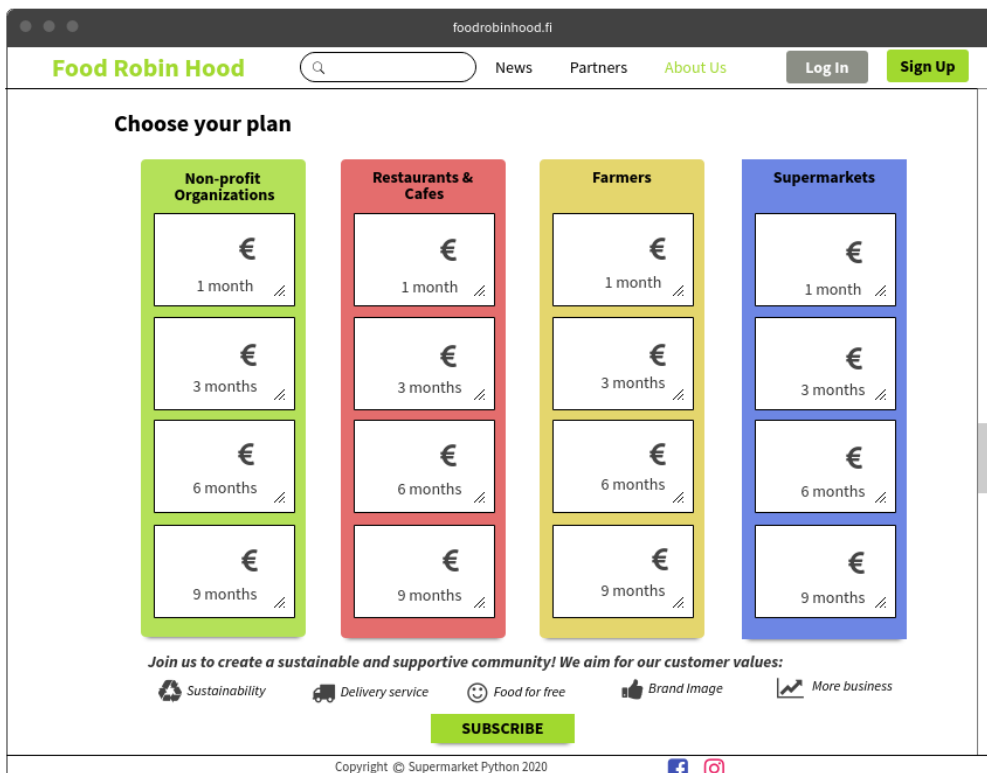 foodrobinhood.fi
Food Robin Hood
News
Partners
About Us
Log In
Sign Up
Choose your plan
Non-profit
Organizations
€
1 month
€
3 months
€
6 months
€
9 months
Restaurants &
Cafes
€
1 month
€
3 months
€
6 months
€
9 months
Farmers
€
1 month
€
3 months
€
6 months
€
9 months
Supermarkets
€
1 month
€
3 months
€
6 months
€
9 months
Join us to create a sustainable and supportive community! We aim for our customer values:
Sustainability
Delivery service
Food for free
Brand Image
More business
SUBSCRIBE
Copyright © Supermarket Python 2020